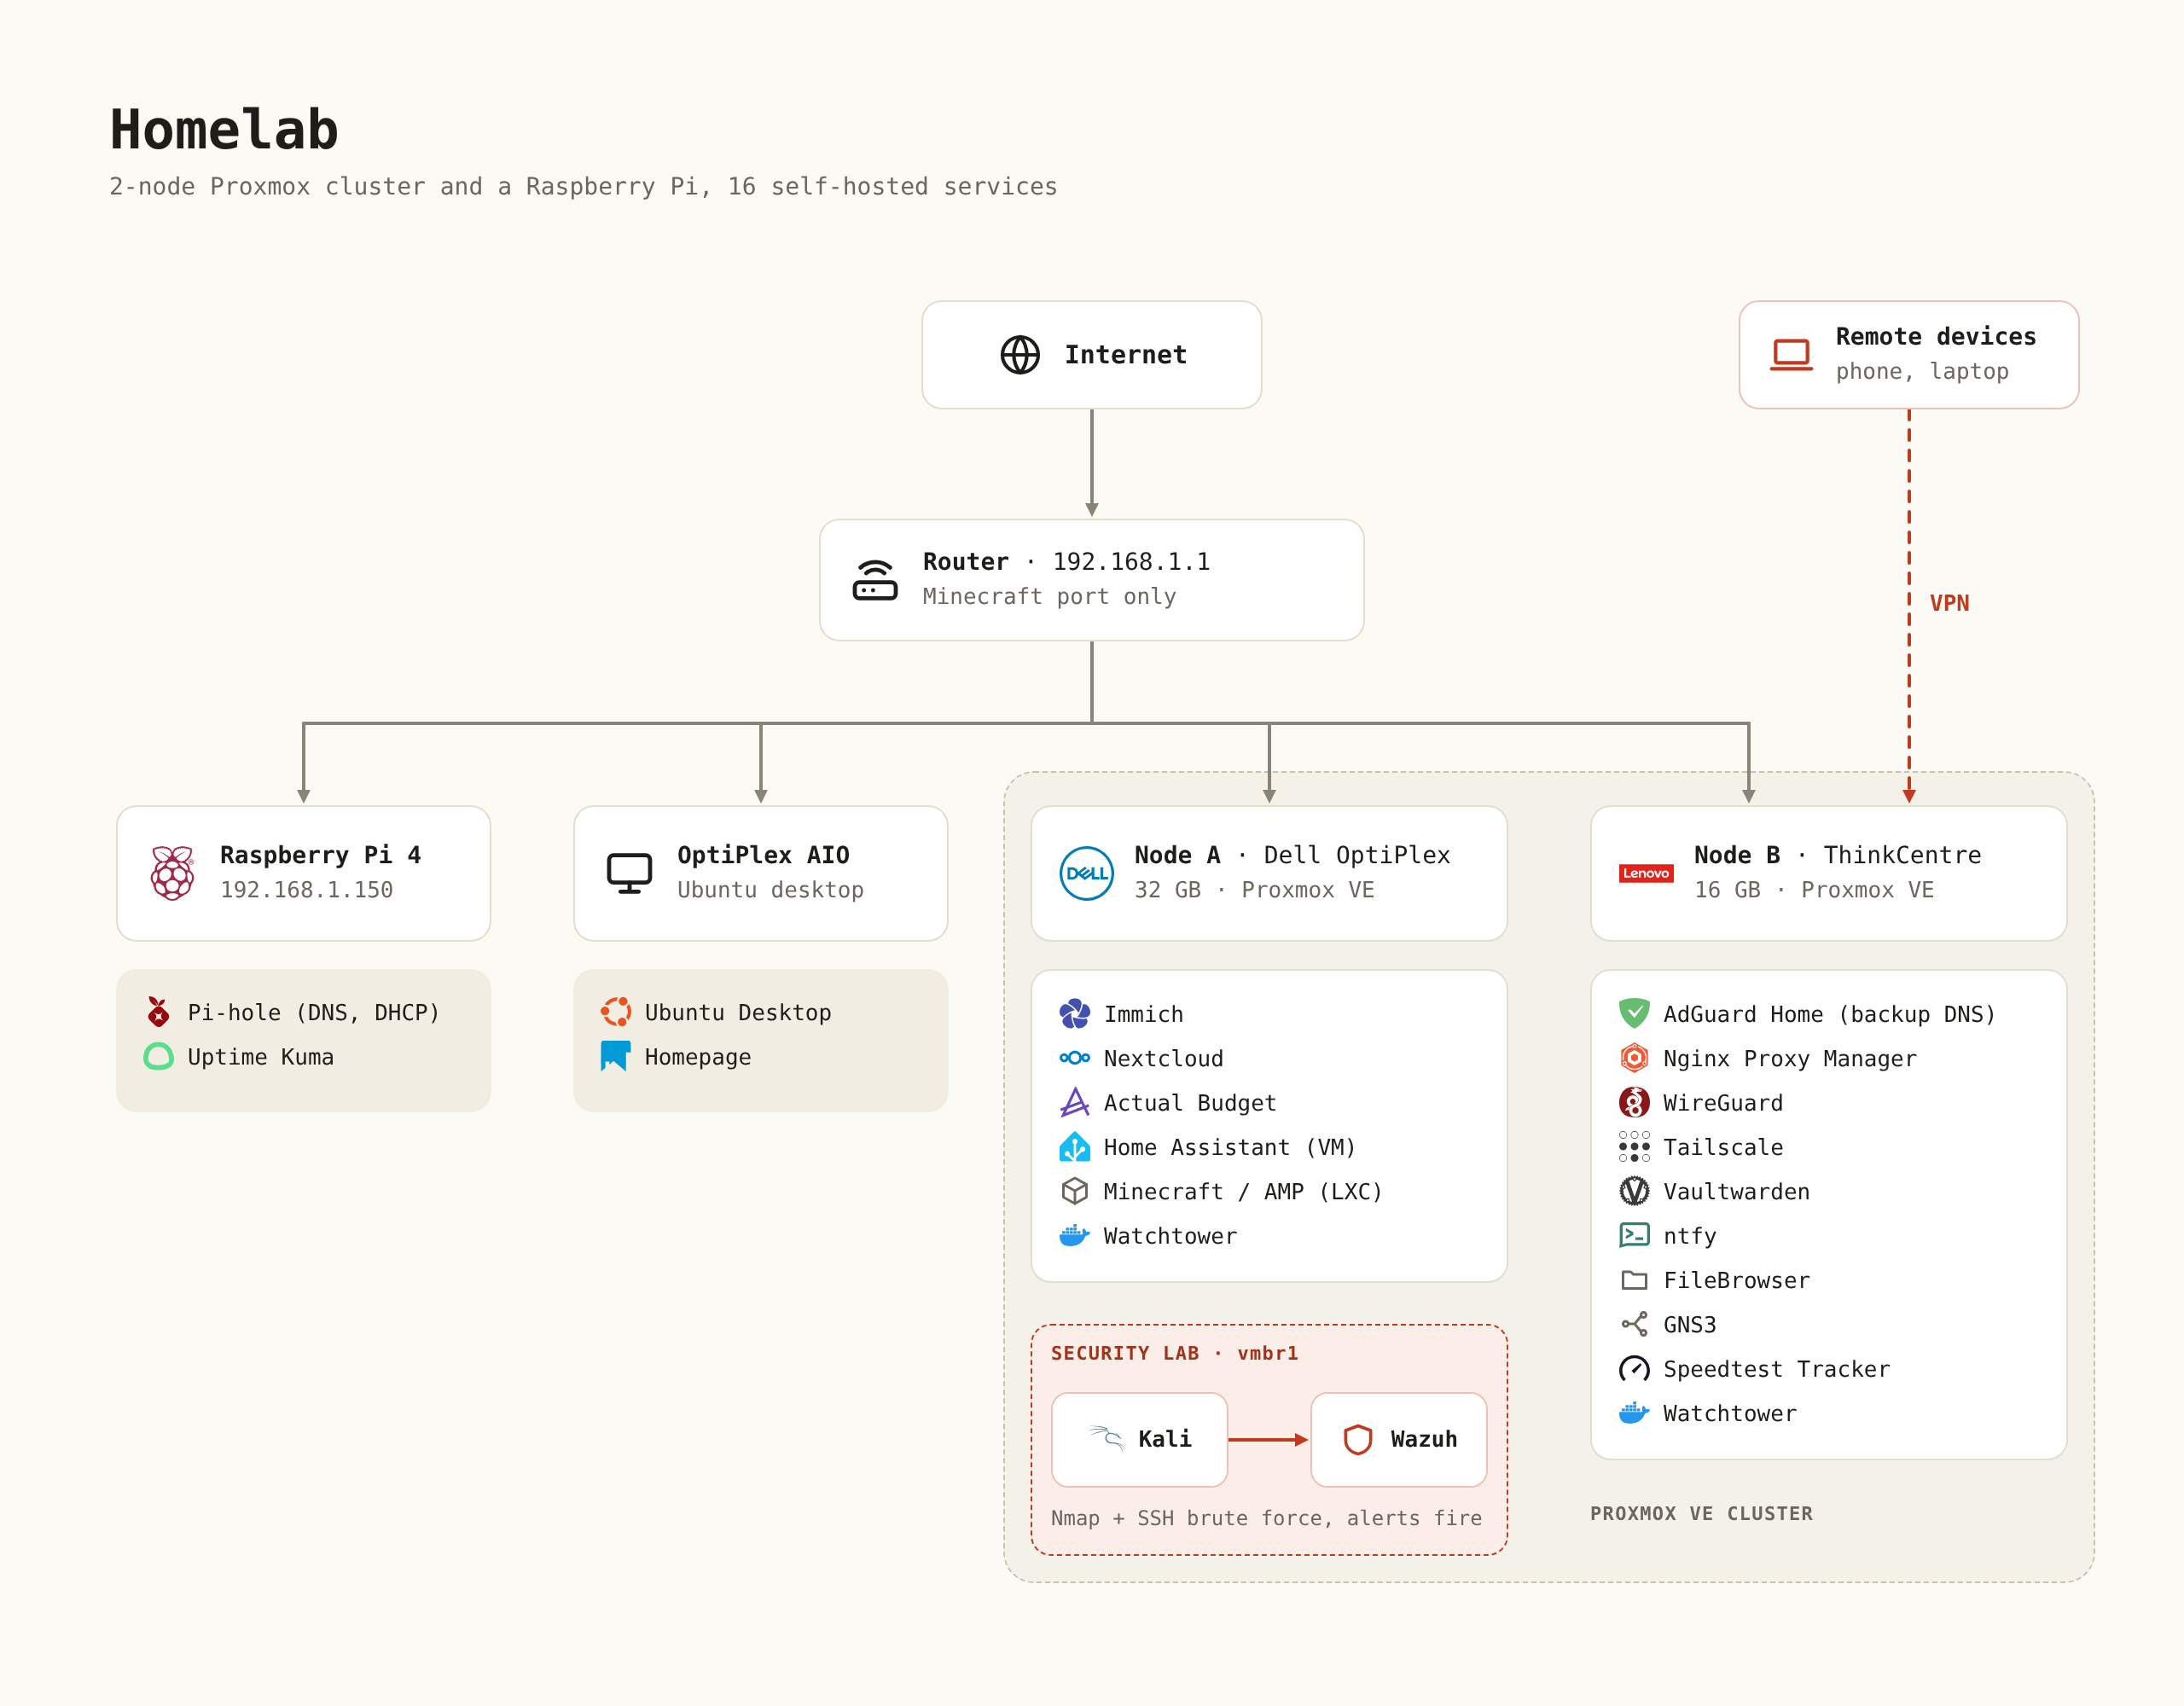 Homelab
2-node Proxmox cluster and a Raspberry Pi, 16 self-hosted services
Internet
Remote devices
phone, laptop
Router · 192.168.1.1
Minecraft port only
VPN
Raspberry Pi 4
192.168.1.150
Pi-hole (DNS, DHCP)
Uptime Kuma
OptiPlex AIO
Ubuntu desktop
Ubuntu Desktop
Homepage
DELL
Node A · Dell OptiPlex
32 GB · Proxmox VE
Immich
Nextcloud
Actual Budget
Home Assistant (VM)
Minecraft / AMP (LXC)
Watchtower
SECURITY LAB · vmbr1
Kali
Wazuh
Nmap + SSH brute force, alerts fire
Lenovo
Node B · ThinkCentre
16 GB · Proxmox VE
AdGuard Home (backup DNS)
Nginx Proxy Manager
WireGuard
Tailscale
Vaultwarden
ntfy
FileBrowser
GNS3
Speedtest Tracker
Watchtower
PROXMOX VE CLUSTER